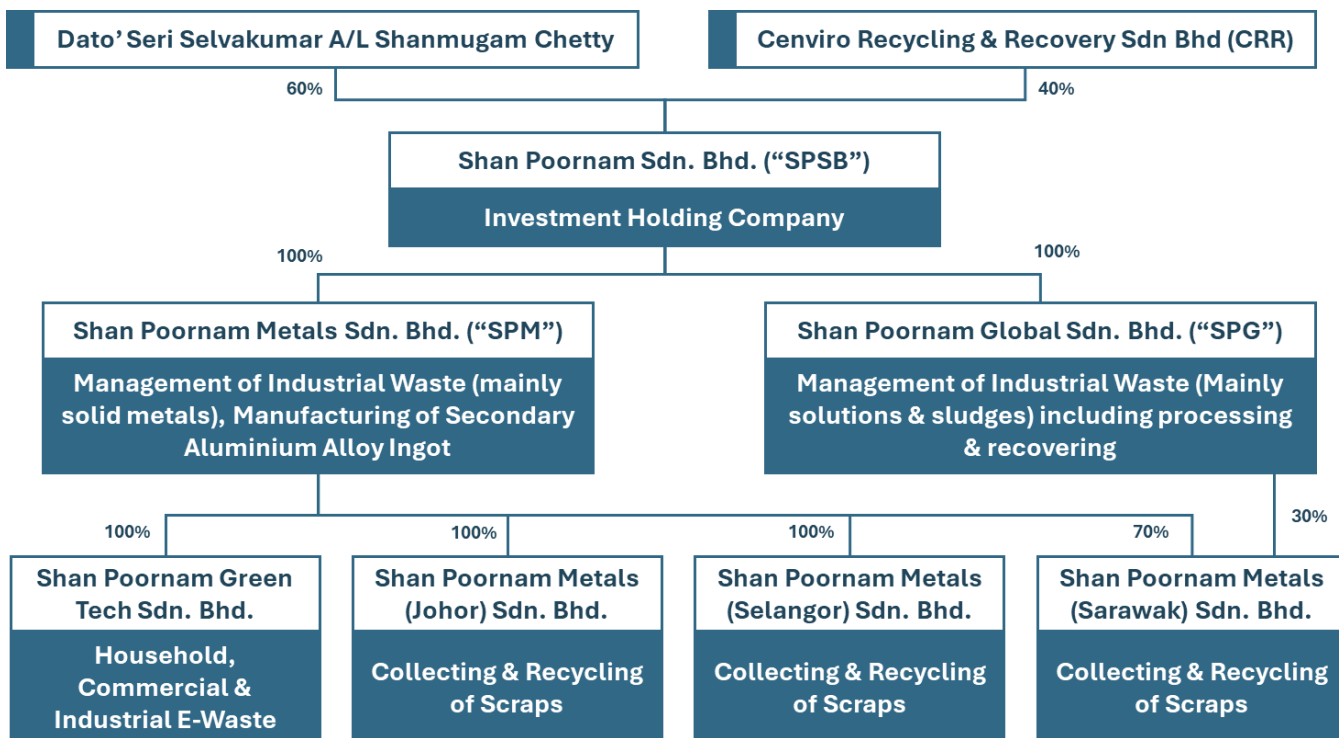 Dato’ Seri Selvakumar A/L Shanmugam Chetty
Cenviro Recycling & Recovery Sdn Bhd (CRR)
60%
40%
Shan Poornam Sdn. Bhd. (“SPSB”)
Investment Holding Company
100%
100%
Shan Poornam Metals Sdn. Bhd. (“SPM”)
Management of Industrial Waste (mainly
solid metals), Manufacturing of Secondary
Aluminium Alloy Ingot
Shan Poornam Global Sdn. Bhd. (“SPG”)
Management of Industrial Waste (Mainly
solutions & sludges) including processing
& recovering
100%
100%
100%
70%
30%
Shan Poornam Green
Tech Sdn. Bhd.
Household,
Commercial &
Industrial E-Waste
Shan Poornam Metals
(Johor) Sdn. Bhd.
Collecting & Recycling
of Scraps
Shan Poornam Metals
(Selangor) Sdn. Bhd.
Collecting & Recycling
of Scraps
Shan Poornam Metals
(Sarawak) Sdn. Bhd.
Collecting & Recycling
of Scraps